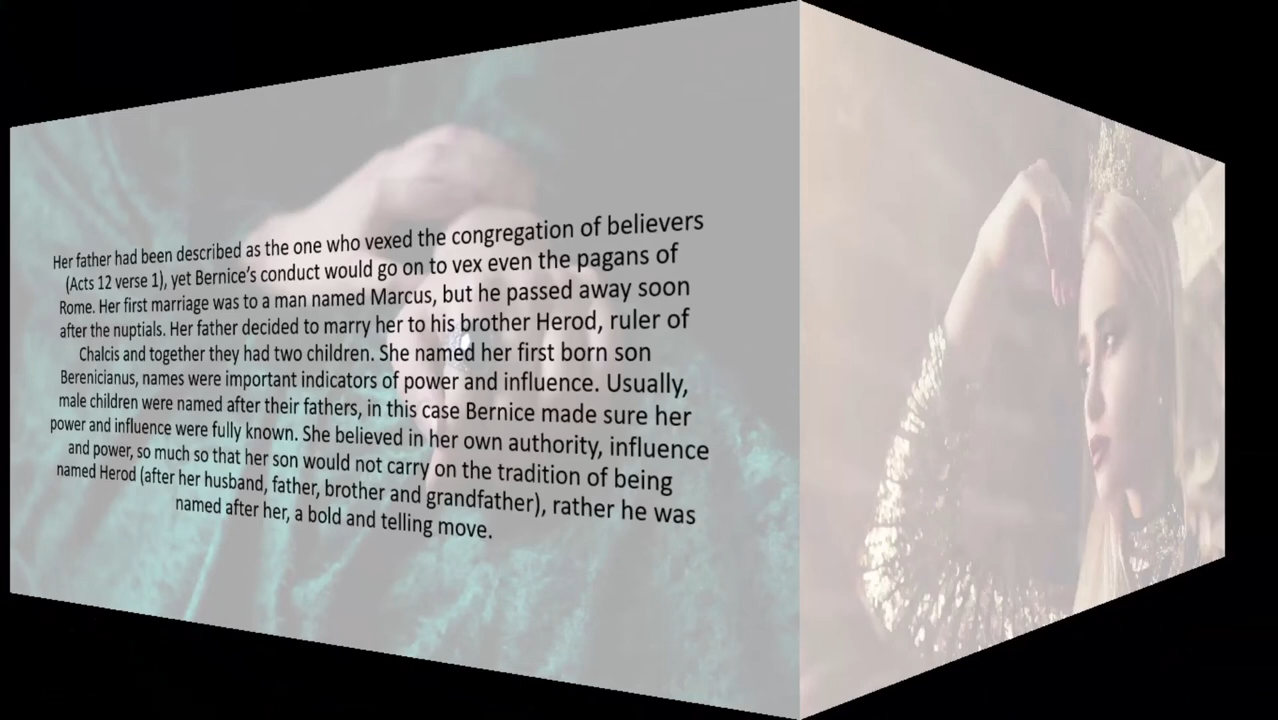 Her father had been described as the one who vexed the congregation of believers
(Acts 12 verse 1), yet Bernice's conduct would go on to vex even the pagans of
Rome. Her first marriage was to a man named Marcus, but he passed away soon
after the nuptials. Her father decided to marry her to his brother Herod, ruler of
Chalcis and together they had two children. She named her first born son
Berenicianus, names were important indicators of power and influence. Usually,
male children were named after their fathers, in this case Bernice made sure her
power and influence were fully known. She believed in her own authority, influence
and power, so much so that her son would not carry on the tradition of being
named Herod (after her husband, father, brother and grandfather), rather he was
named after her, a bold and telling move.